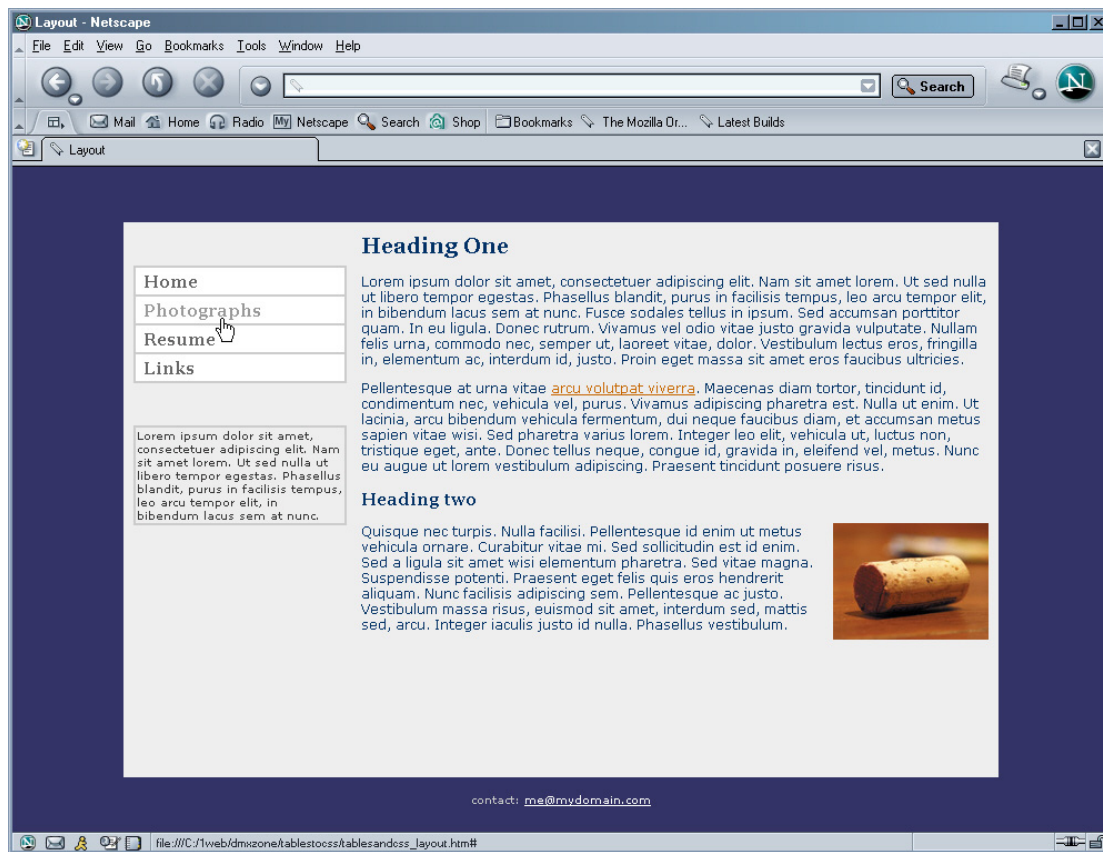 Layout - Netscape
File Edit View Go Bookmarks Tools Window Help
Search
Mail Home Radio My Netscape Search Shop Bookmarks The Mozilla Or... Latest Builds
Layout
Home
Photographs
Resume
Links
Lorem ipsum dolor sit amet,
consectetuer adipiscing elit. Nam
sit amet lorem. Ut sed nulla ut
libero tempor egestas. Phasellus
blandit, purus in facilisis tempus,
leo arcu tempor elit, in
bibendum lacus sem at nunc.
Heading One
Lorem ipsum dolor sit amet, consectetuer adipiscing elit. Nam sit amet lorem. Ut sed nulla
ut libero tempor egestas. Phasellus blandit, purus in facilisis tempus, leo arcu tempor elit,
in bibendum lacus sem at nunc. Fusce sodales tellus in ipsum. Sed accumsan porttitor
quam. In eu ligula. Donec rutrum. Vivamus vel odio vitae justo gravida vulputate. Nullam
felis urna, commodo nec, semper ut, laoreet vitae, dolor. Vestibulum lectus eros, fringilla
in, elementum ac, interdum id, justo. Proin eget massa sit amet eros faucibus ultricies.
Pellentesque at urna vitae arcu volutpat viverra. Maecenas diam tortor, tincidunt id,
condimentum nec, vehicula vel, purus. Vivamus adipiscing pharetra est. Nulla ut enim. Ut
lacinia, arcu bibendum vehicula fermentum, dui neque faucibus diam, et accumsan metus
sapien vitae wisi. Sed pharetra varius lorem. Integer leo elit, vehicula ut, luctus non,
tristique eget, ante. Donec tellus neque, congue id, gravida in, eleifend vel, metus. Nunc
eu augue ut lorem vestibulum adipiscing. Praesent tincidunt posuere risus.
Heading two
Quisque nec turpis. Nulla facilisi. Pellentesque id enim ut metus
vehicula ornare. Curabitur vitae mi. Sed sollicitudin est id enim.
Sed a ligula sit amet wisi elementum pharetra. Sed vitae magna.
Suspendisse potenti. Praesent eget felis quis eros hendrerit
aliquam. Nunc facilisis adipiscing sem. Pellentesque ac justo.
Vestibulum massa risus, euismod sit amet, interdum sed, mattis
sed, arcu. Integer iaculis justo id nulla. Phasellus vestibulum.
contact: me@mydomain.com
file:///C:/1web/dmxzone/tablestocss/tablesandcss_layout.htm#